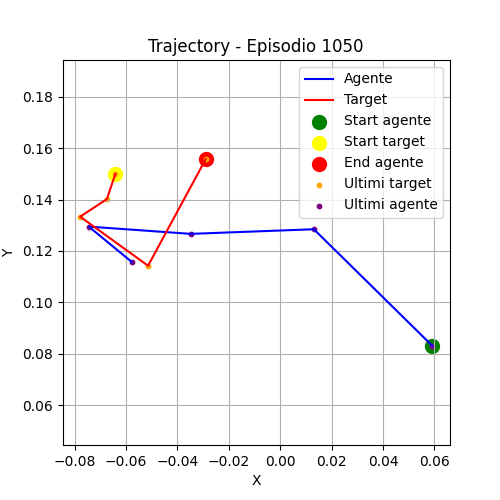 Trajectory - Episodio 1050
Agente
Target
Start agente
Start target
End agente
Ultimi target
Ultimi agente
0.18
0.16
0.14
0.12
0.10
0.08
0.06
Y
−0.08 −0.06 −0.04 −0.02 0.00 0.02 0.04 0.06
X